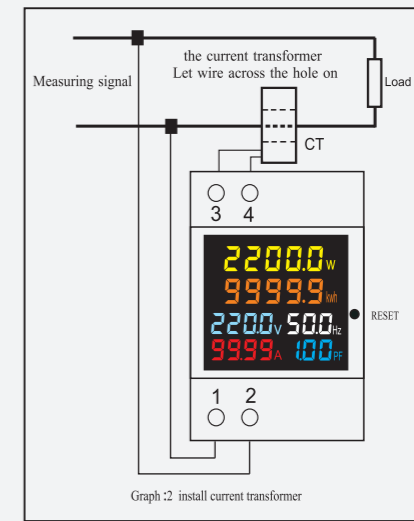 the current transformer
Measuring signal
Let wire across the hole on
Load
CT
3 4
2200.0 W
9999.9 kwh
220.0 V 50.0 Hz
99.99 A 1.00 PF
RESET
1 2
Graph :2 install current transformer